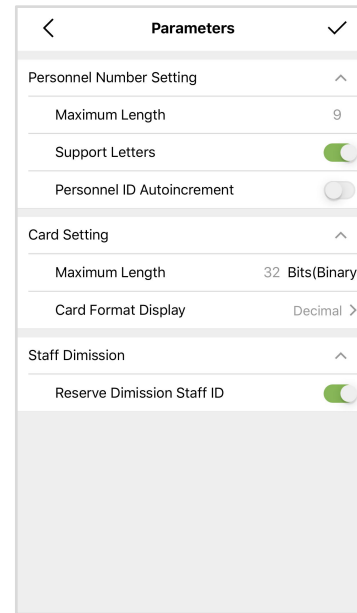 Parameters
Personnel Number Setting
Maximum Length 9
Support Letters
Personnel ID Autoincrement
Card Setting
Maximum Length 32 Bits(Binary
Card Format Display Decimal
Staff Dimission
Reserve Dimission Staff ID